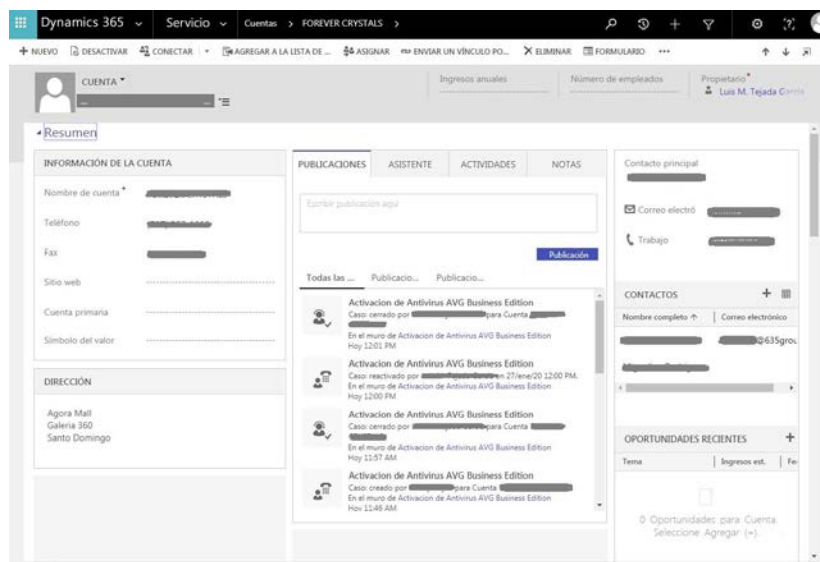 Dynamics 365 Servicio Cuentas > FOREVER CRYSTALS >
+ NUEVO DESACTIVAR CONECTAR AGREGAR A LA LISTA DE ... ASIGNAR ENVIAR UN VÍNCULO PO... ELIMINAR FORMULARIO ...
CUENTA
Ingresos anuales
Número de empleados
Propietario*
Luis M. Tejada García
Resumen
INFORMACIÓN DE LA CUENTA
Nombre de cuenta*
Teléfono
Fax
Sitio web
Cuenta primaria
Símbolo del valor
DIRECCIÓN
Agora Mall
Galeria 360
Santo Domingo
PUBLICACIONES ASISTENTE ACTIVIDADES NOTAS
Escribir publicación aquí
Publicación
Todas las ... Publicacio... Publicacio...
Activacion de Antivirus AVG Business Edition
Caso: cerrado por para Cuenta
En el muro de Activacion de Antivirus AVG Business Edition
Hoy 12:01 PM
Activacion de Antivirus AVG Business Edition
Caso: reactivado por en 27/ene/20 12:00 PM.
En el muro de Activacion de Antivirus AVG Business Edition
Hoy 12:00 PM
Activacion de Antivirus AVG Business Edition
Caso: cerrado por para Cuenta
En el muro de Activacion de Antivirus AVG Business Edition
Hoy 11:57 AM
Activacion de Antivirus AVG Business Edition
Caso: creado por para Cuenta
En el muro de Activacion de Antivirus AVG Business Edition
Hoy 11:46 AM
Contacto principal
Correo electró
Trabajo
CONTACTOS
Nombre completo ↑ Correo electrónico
@635grou
OPORTUNIDADES RECIENTES
Tema Ingresos est. Fe
0 Oportunidades para Cuenta.
Seleccione Agregar (+).